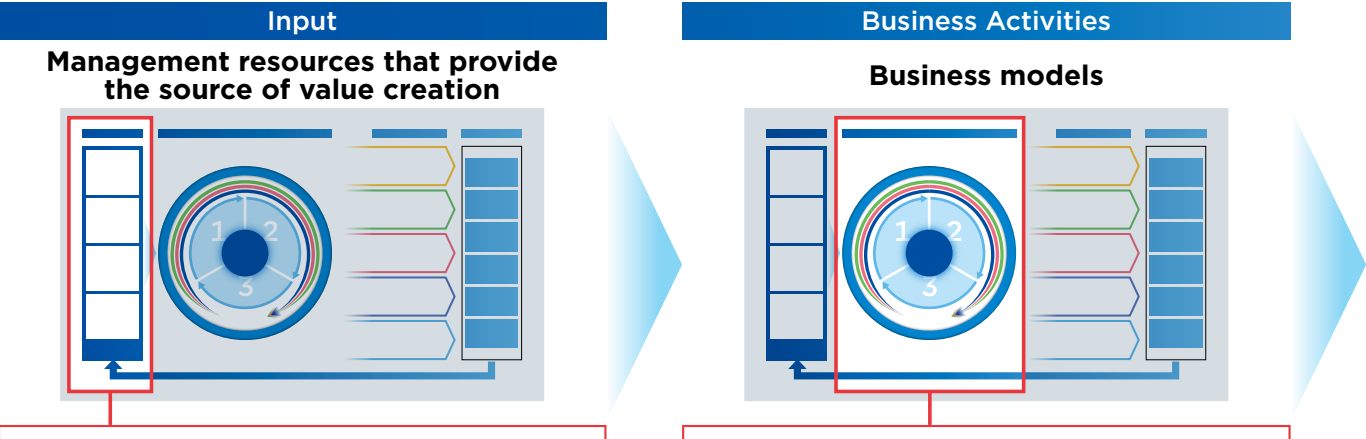 Input
Management resources that provide
the source of value creation
1 2
3
Business Activities
Business models
1 2
3